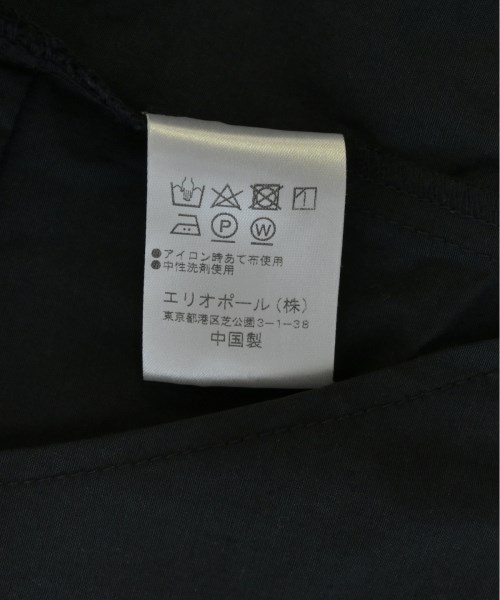 P W
●アイロン時あて布使用
●中性洗剤使用
エリオポール(株)
東京都港区芝公園3-1-38
中国製